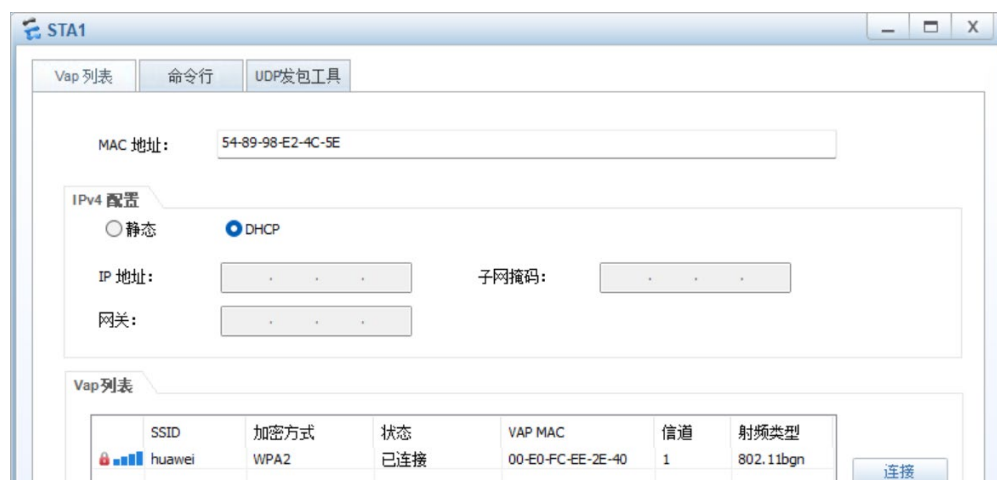 STA1
Vap 列表 命令行 UDP发包工具
MAC 地址: 54-89-98-E2-4C-5E
IPv4 配置
静态 DHCP
IP 地址: 子网掩码:
网关:
Vap列表
SSID 加密方式 状态 VAP MAC 信道 射频类型
huawei WPA2 已连接 00-E0-FC-EE-2E-40 1 802.11bgn
连接